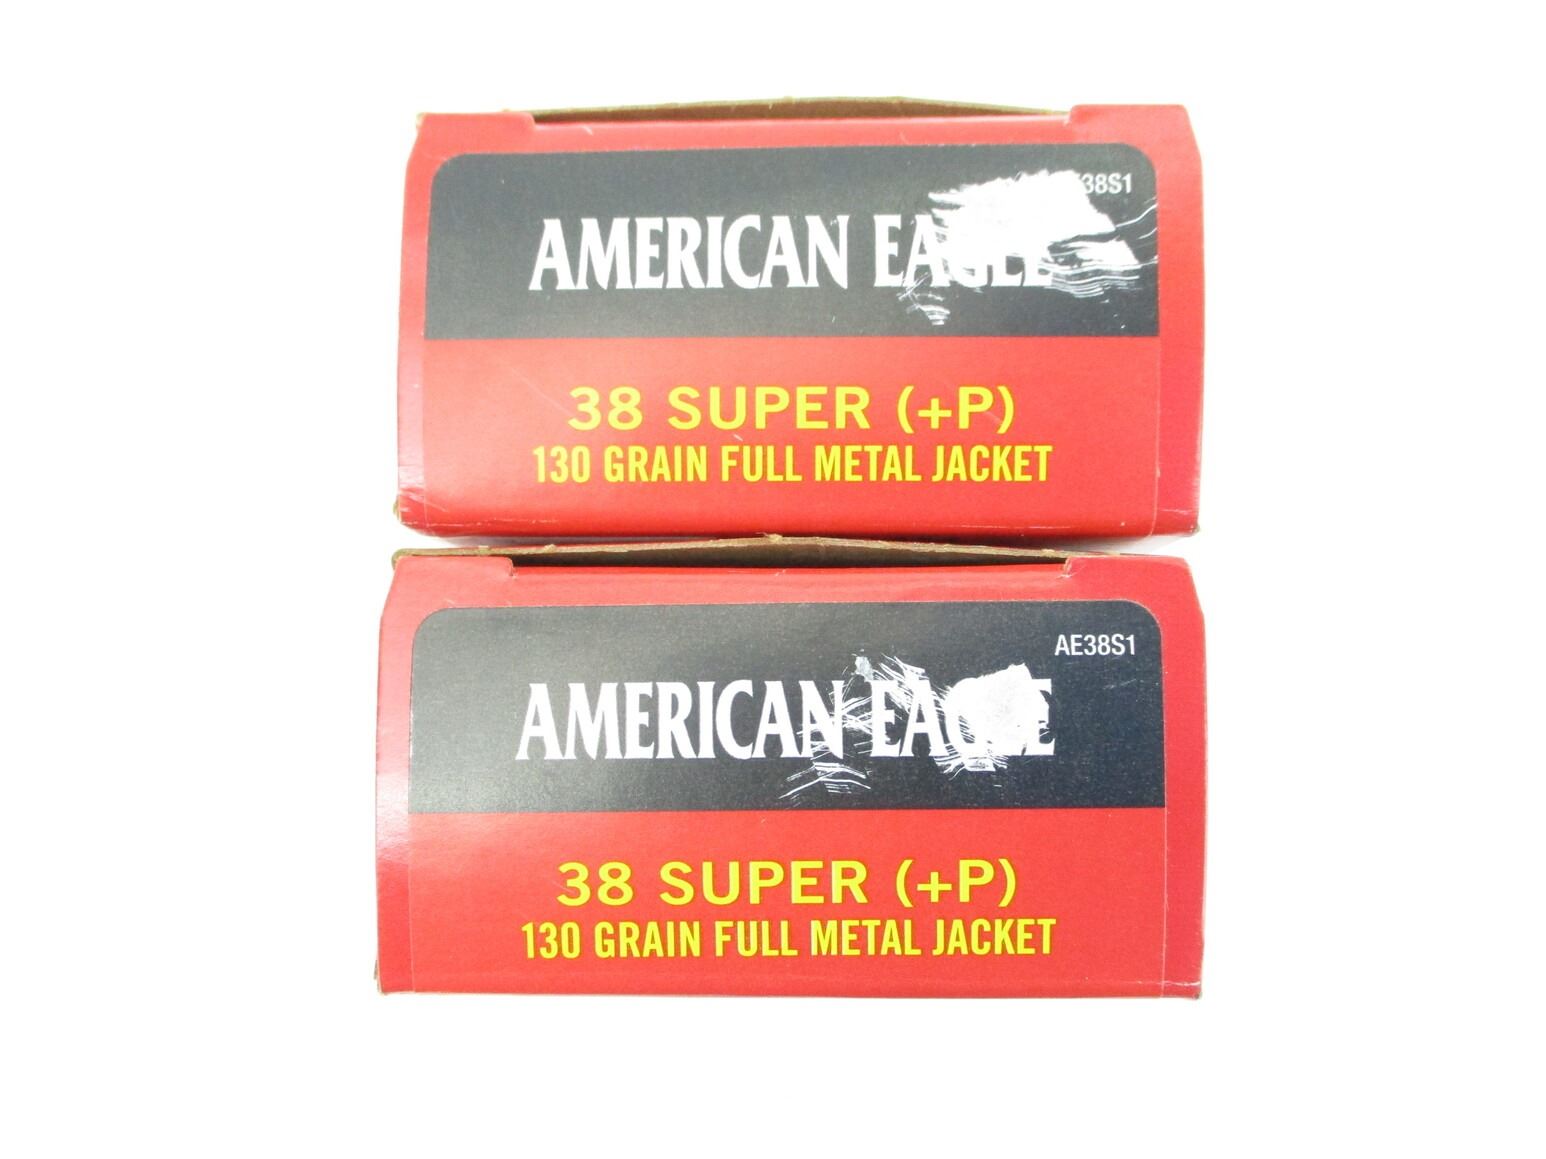 38S1
AMERICAN EAGLE
38 SUPER (+P)
130 GRAIN FULL METAL JACKET
AE38S1
AMERICAN EAGLE
38 SUPER (+P)
130 GRAIN FULL METAL JACKET